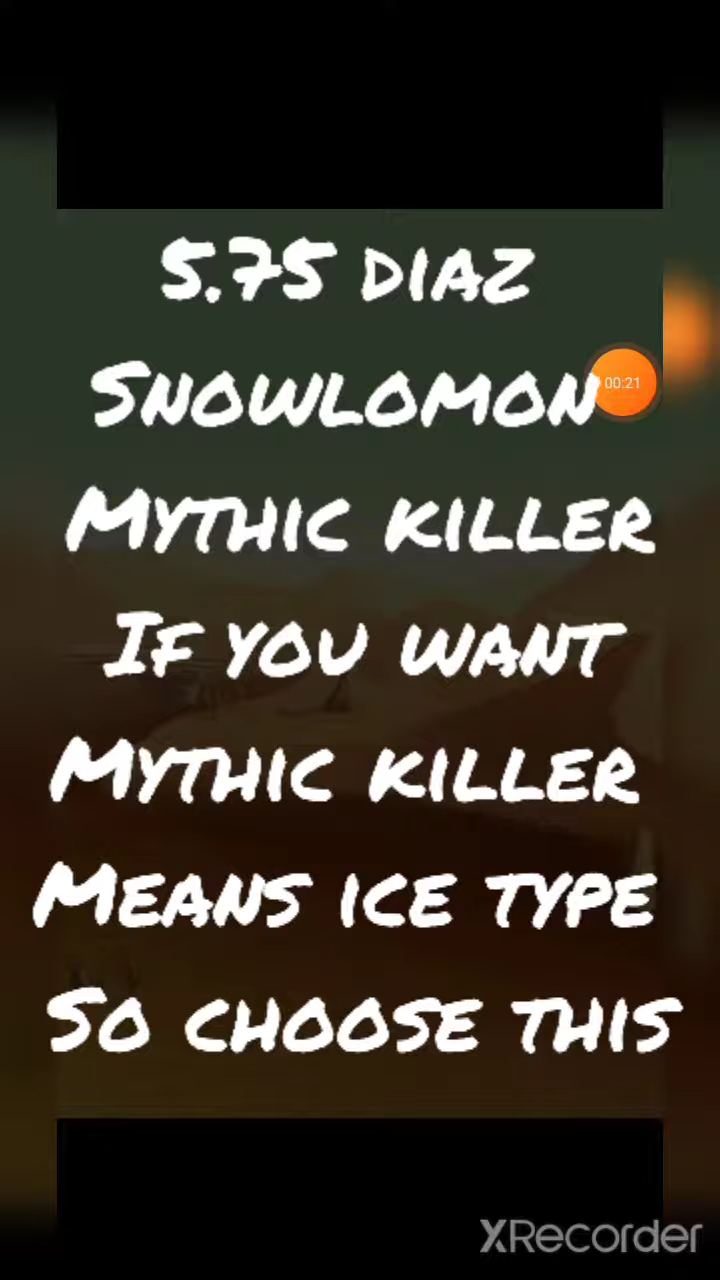 5.75 DIAZ
SNOWLOMON
00:21
MYTHIC KILLER
IF YOU WANT
MYTHIC KILLER
MEANS ICE TYPE
SO CHOOSE THIS
XRecorder